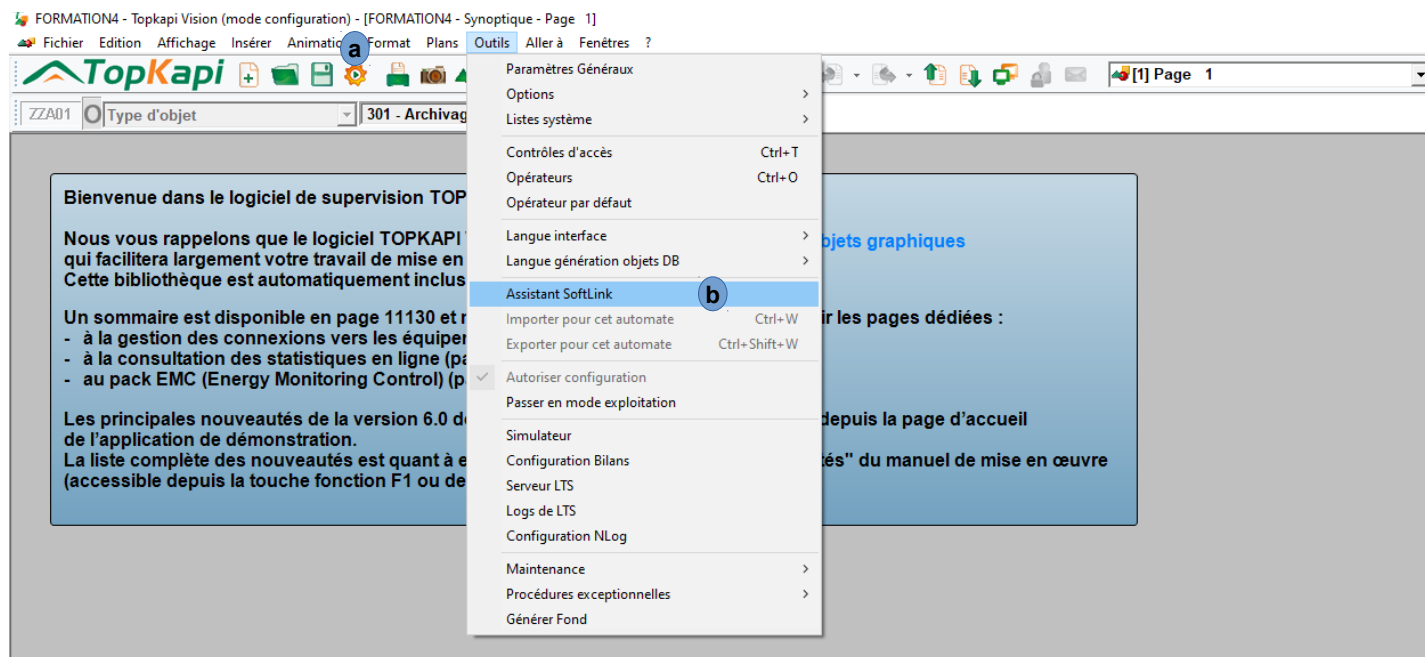 FORMATION4 - Topkapi Vision (mode configuration) - [FORMATION4 - Synoptique - Page 1]
Fichier Edition Affichage Insérer Format Plans Outils Aller à Fenêtres ?
a
TopKapi
[1] Page 1
ZZA01 O Type d'objet 301 -
Paramètres Généraux
Options >
Listes système >
Contrôles d'accès Ctrl+T
Opérateurs Ctrl+O
Opérateur par défaut
Langue interface >
Langue génération objets DB >
Assistant SoftLink b
Importer pour cet automate Ctrl+W
Exporter pour cet automate Ctrl+Shift+W
Autoriser configuration
Passer en mode exploitation
Simulateur
Configuration Bilans
Serveur LTS
Logs de LTS
Configuration NLog
Maintenance >
Procédures exceptionnelles >
Générer Fond
Bienvenue dans le logiciel de supervision TOP
Nous vous rappelons que le logiciel TOPKAPI bjets graphiques
qui facilitera largement votre travail de mise en
Cette bibliothèque est automatiquement inclus
Un sommaire est disponible en page 11130 et r ir les pages dédiées :
- à la gestion des connexions vers les équiper
- à la consultation des statistiques en ligne (pa
- au pack EMC (Energy Monitoring Control) (p
Les principales nouveautés de la version 6.0 de depuis la page d'accueil
de l'application de démonstration.
La liste complète des nouveautés est quant à e tés" du manuel de mise en œuvre
(accessible depuis la touche fonction F1 ou de